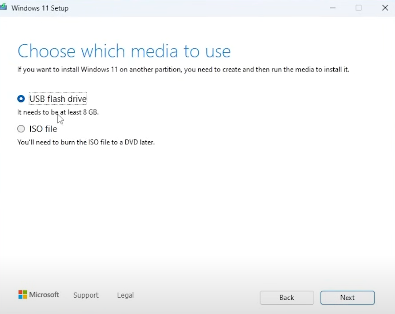 Windows 11 Setup
Choose which media to use
If you want to install Windows 11 on another partition, you need to create and then run the media to install it.
USB flash drive
It needs to be at least 8 GB.
ISO file
You'll need to burn the ISO file to a DVD later.
Microsoft Support Legal Back Next